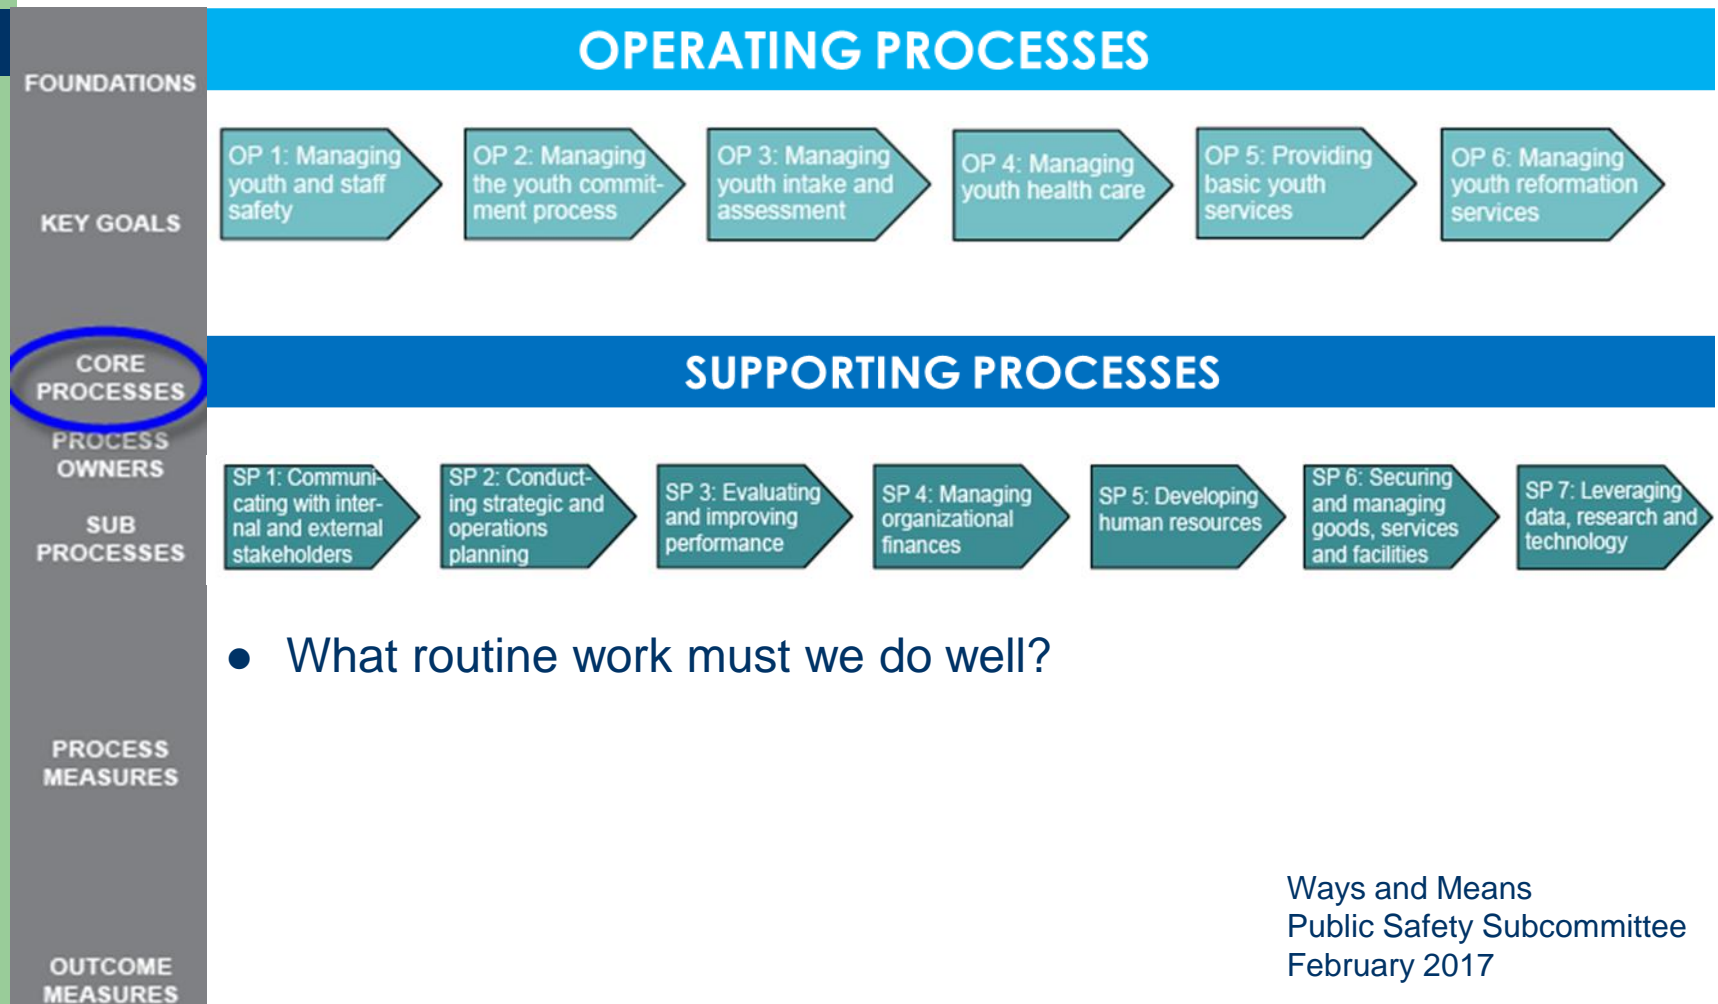 FOUNDATIONS
KEY GOALS
CORE
PROCESSES
PROCESS
OWNERS
SUB
PROCESSES
PROCESS
MEASURES
OUTCOME
MEASURES
OPERATING PROCESSES
OP 1: Managing
youth and staff
safety
OP 2: Managing
the youth commit-
ment process
OP 3: Managing
youth intake and
assessment
OP 4: Managing
youth health care
OP 5: Providing
basic youth
services
OP 6: Managing
youth reformation
services
SUPPORTING PROCESSES
SP 1: Communi-
cating with inter-
nal and external
stakeholders
SP 2: Conduct-
ing strategic and
operations
planning
SP 3: Evaluating
and improving
performance
SP 4: Managing
organizational
finances
SP 5: Developing
human resources
SP 6: Securing
and managing
goods, services
and facilities
SP 7: Leveraging
data, research and
technology
● What routine work must we do well?
Ways and Means
Public Safety Subcommittee
February 2017